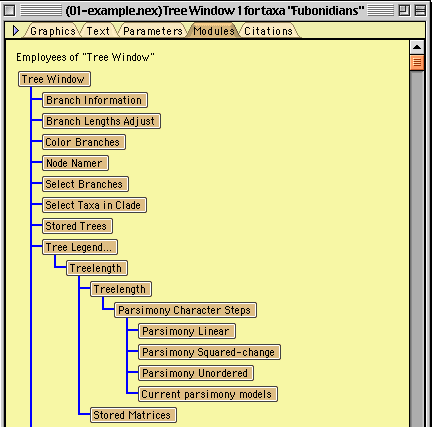 (01-example.nex)Tree Window 1 for taxa "Fubonidians"
Graphics Text Parameters Modules Citations
Employees of "Tree Window"
Tree Window
Branch Information
Branch Lengths Adjust
Color Branches
Node Namer
Select Branches
Select Taxa in Clade
Stored Trees
Tree Legend...
Treelength
Treelength
Parsimony Character Steps
Parsimony Linear
Parsimony Squared-change
Parsimony Unordered
Current parsimony models
Stored Matrices